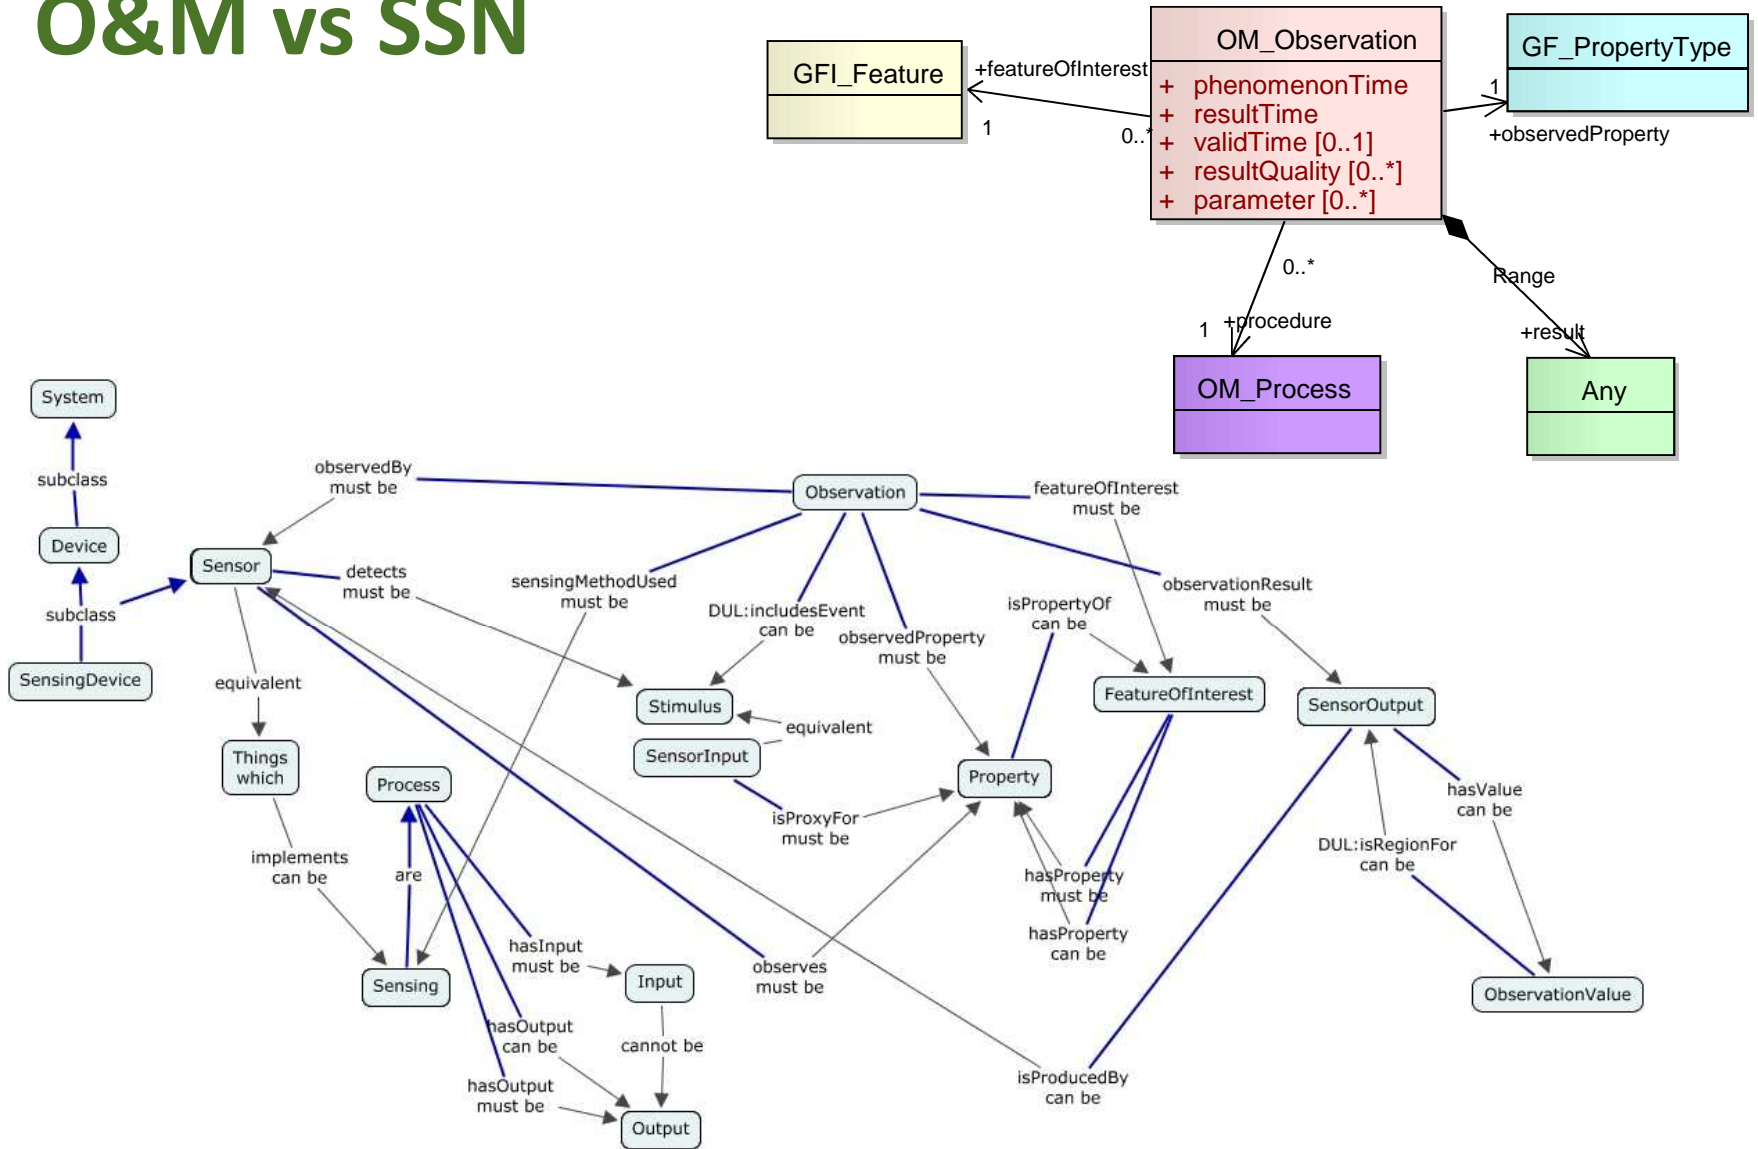 O&M vs SSN
GFI_Feature
+featureOfInterest
1
0..*
OM_Observation
+ phenomenonTime
+ resultTime
+ validTime [0..1]
+ resultQuality [0..*]
+ parameter [0..*]
GF_PropertyType
1
+observedProperty
0..*
1
+procedure
OM_Process
Range
+result
Any
System
subclass
Device
subclass
SensingDevice
observedBy
must be
Sensor
detects
must be
equivalent
Things
which
implements
can be
Observation
sensingMethodUsed
must be
DUL:includesEvent
can be
observedProperty
must be
featureOfInterest
must be
observationResult
must be
isPropertyOf
can be
Stimulus
equivalent
SensorInput
isProxyFor
must be
Property
FeatureOfInterest
SensorOutput
hasValue
can be
DUL:isRegionFor
can be
hasProperty
must be
hasProperty
can be
ObservationValue
Process
are
Sensing
hasInput
must be
Input
hasOutput
can be
cannot be
hasOutput
must be
Output
observes
must be
isProducedBy
can be